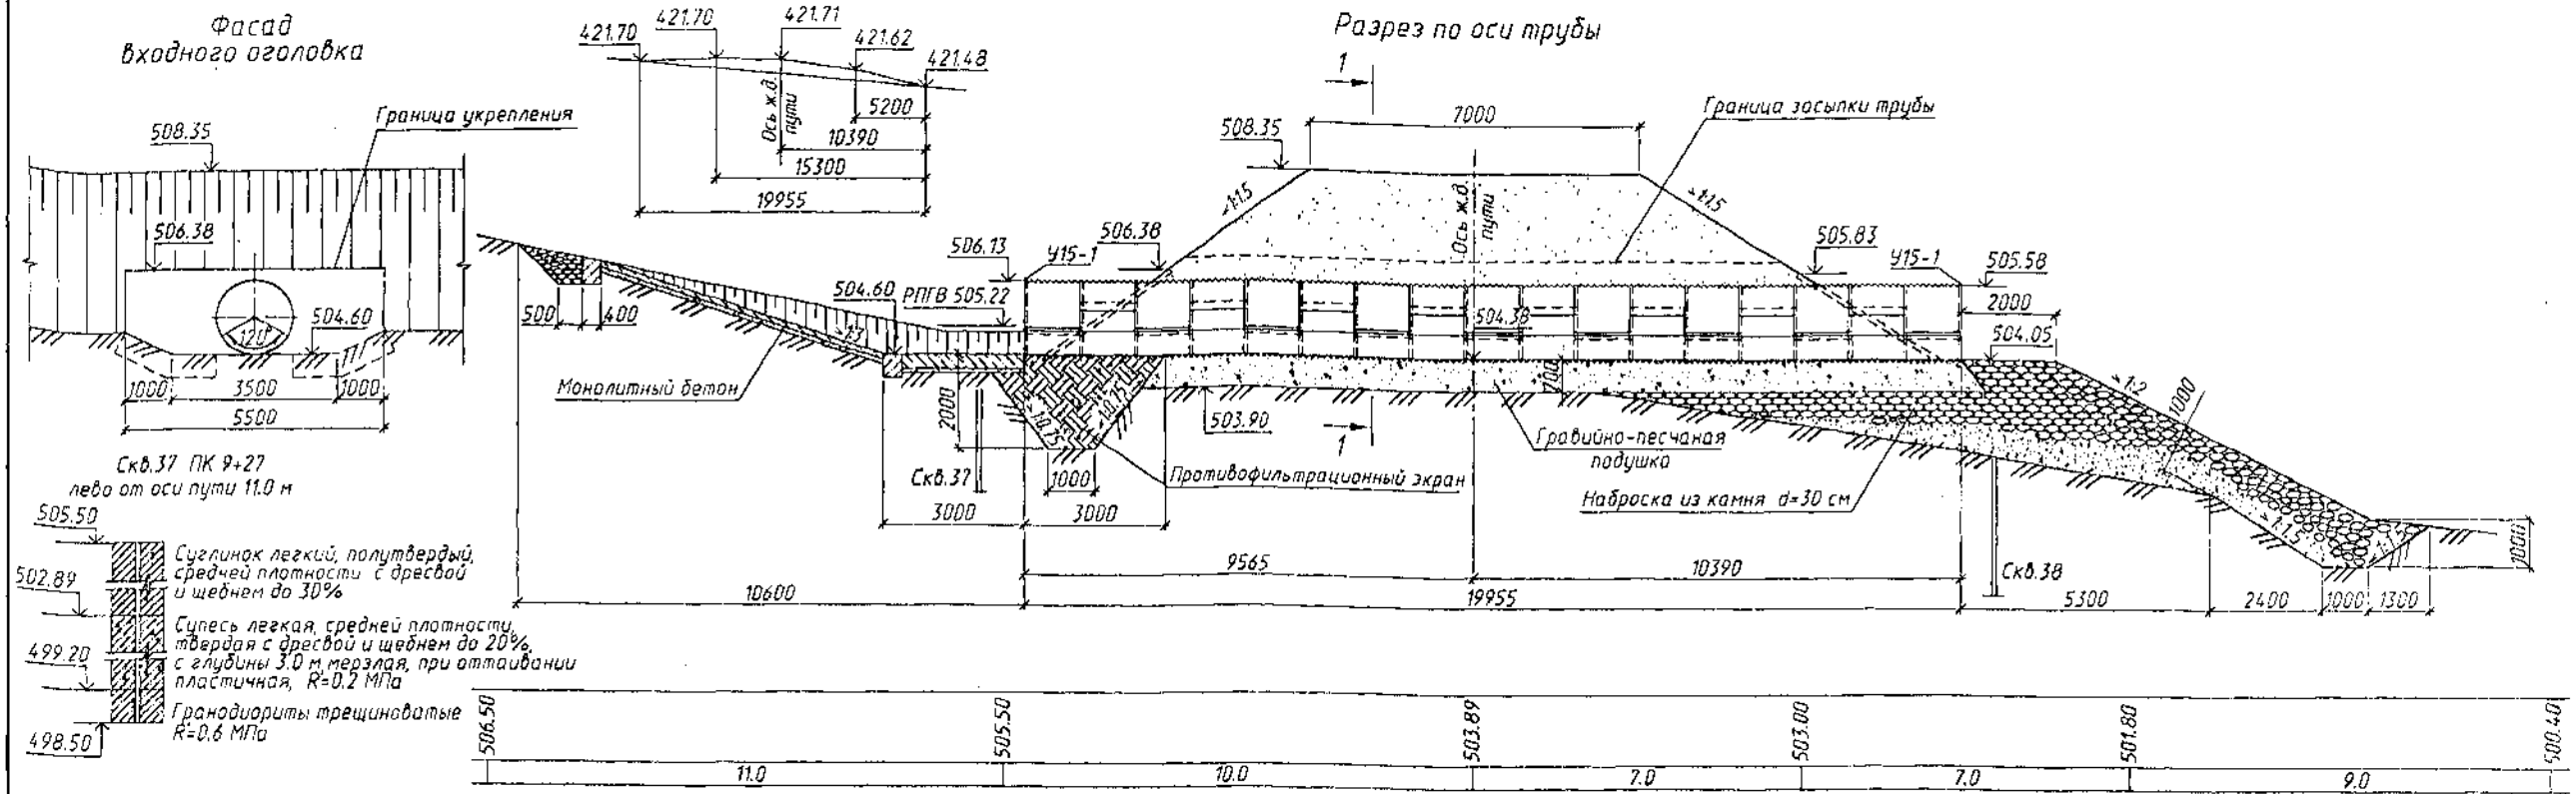 Фасад
входного оголовка
Граница укрепления
508.35
506.38
504.60
120°
1000
3500
1000
5500
421.70
421.70
421.71
421.62
421.48
Ось ж.д.
пути
5200
10390
15300
19955
Разрез по оси трубы
1
7000
Граница засыпки трубы
508.35
1:1.5
Ось ж.д.
пути
1:1.5
506.13
У15-1
506.38
505.83
У15-1
505.58
2000
504.60
РПГВ 505.22
504.38
504.05
500
400
Монолитный бетон
2000
1:0.75
1:0.75
700
503.90
1
1:2
1000
Гравийно-песчаная
подушка
Противофильтрационный экран
Наброска из камня d=30 см
1:1.5
1000
Скв.37
1000
3000
3000
9565
10390
Скв.38
10600
19955
5300
2400
1000
1300
Скв.37 ПК 9+27
лево от оси пути 11.0 м
505.50
Суглинок легкий, полутвердый,
средней плотности с дресвой
и щебнем до 30%
502.89
Супесь легкая, средней плотности,
твердая с дресвой и щебнем до 20%,
с глубины 3.0 м мерзлая, при оттаивании
пластичная, R=0.2 МПа
499.20
Гранодиориты трещиноватые
R=0.6 МПа
498.50
506.50
505.50
503.89
503.00
501.80
500.40
11.0
10.0
7.0
7.0
9.0